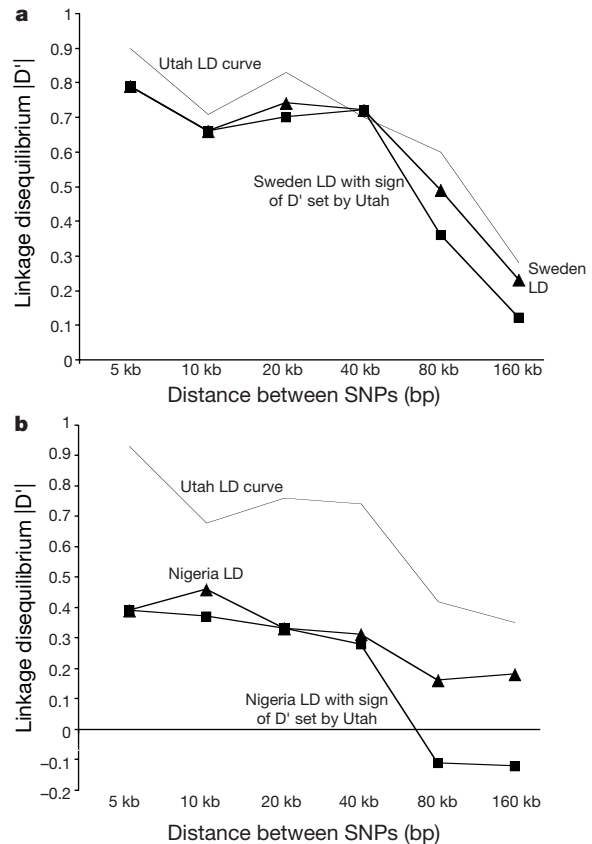 a
Linkage disequilibrium |D'|
1
0.9
0.8
0.7
0.6
0.5
0.4
0.3
0.2
0.1
0
Utah LD curve
Sweden LD with sign
of D' set by Utah
Sweden
LD
5 kb 10 kb 20 kb 40 kb 80 kb 160 kb
Distance between SNPs (bp)
b
Linkage disequilibrium |D'|
1
0.9
0.8
0.7
0.6
0.5
0.4
0.3
0.2
0.1
0
−0.1
−0.2
Utah LD curve
Nigeria LD
Nigeria LD with sign
of D' set by Utah
5 kb 10 kb 20 kb 40 kb 80 kb 160 kb
Distance between SNPs (bp)